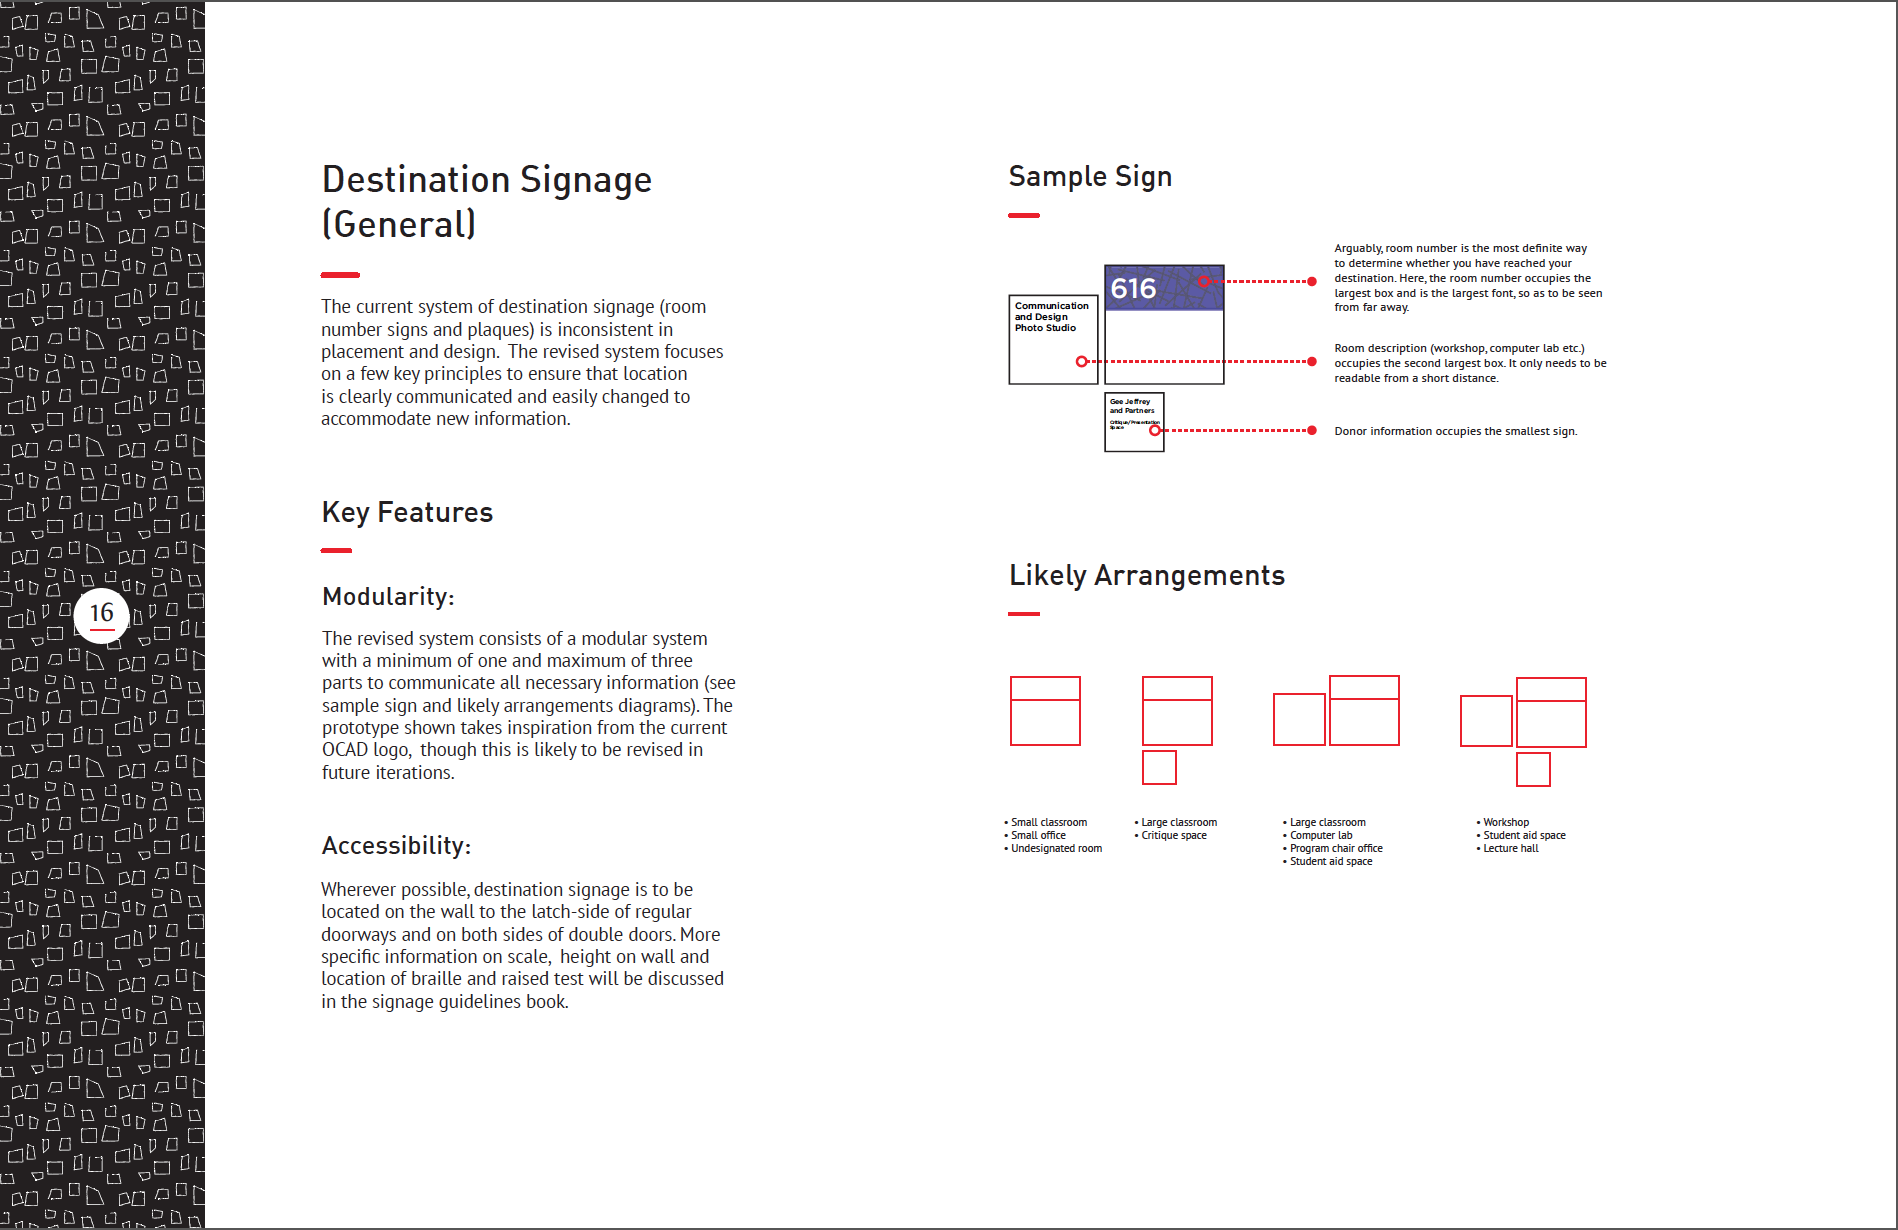 16
Destination Signage
(General)
The current system of destination signage (room
number signs and plaques) is inconsistent in
placement and design.  The revised system focuses
on a few key principles to ensure that location
is clearly communicated and easily changed to
accommodate new information.
Key Features
Modularity:
The revised system consists of a modular system
with a minimum of one and maximum of three
parts to communicate all necessary information (see
sample sign and likely arrangements diagrams). The
prototype shown takes inspiration from the current
OCAD logo,  though this is likely to be revised in
future iterations.
Accessibility:
Wherever possible, destination signage is to be
located on the wall to the latch-side of regular
doorways and on both sides of double doors. More
specific information on scale,  height on wall and
location of braille and raised test will be discussed
in the signage guidelines book.
Sample Sign
616
Communication
and Design
Photo Studio
Gee Jeffrey
and Partners
Critique/Presentation
Space
Arguably, room number is the most definite way
to determine whether you have reached your
destination. Here, the room number occupies the
largest box and is the largest font, so as to be seen
from far away.
Room description (workshop, computer lab etc.)
occupies the second largest box. It only needs to be
readable from a short distance.
Donor information occupies the smallest sign.
Likely Arrangements
• Small classroom
• Small office
• Undesignated room
• Large classroom
• Critique space
• Large classroom
• Computer lab
• Program chair office
• Student aid space
• Workshop
• Student aid space
• Lecture hall